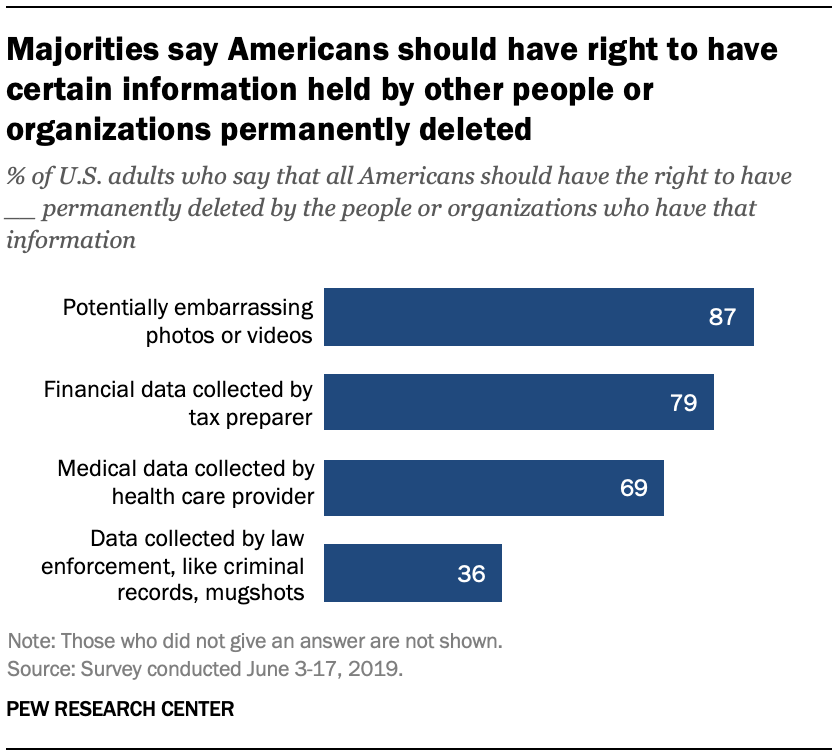 Majorities say Americans should have right to have
certain information held by other people or
organizations permanently deleted
% of U.S. adults who say that all Americans should have the right to have
__ permanently deleted by the people or organizations who have that
information
Potentially embarrassing
photos or videos
87
Financial data collected by
tax preparer
79
Medical data collected by
health care provider
69
Data collected by law
enforcement, like criminal
records, mugshots
36
Note: Those who did not give an answer are not shown.
Source: Survey conducted June 3-17, 2019.
PEW RESEARCH CENTER